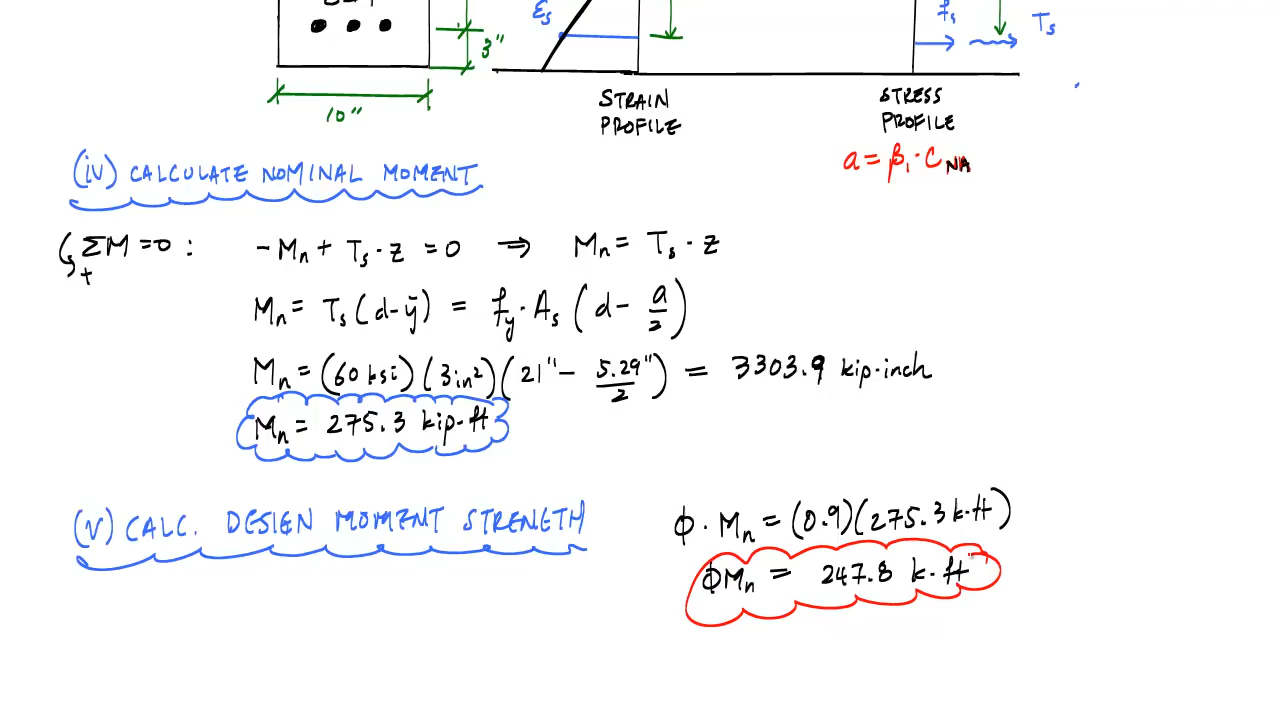 εs
fs
Ts
3"
10"
STRAIN
PROFILE
STRESS
PROFILE
a = β1 · C NA
(iv) CALCULATE NOMINAL MOMENT
ΣM = 0 :
+
- Mn + Ts · z = 0 ⇒ Mn = Ts · z
Mn = Ts (d - ȳ) = fy · As (d - a/2)
Mn = (60 ksi) (3 in²) (21" - 5.29"/2) = 3303.9 kip·inch
Mn = 275.3 kip-ft
(v) CALC. DESIGN MOMENT STRENGTH
φ · Mn = (0.9)(275.3 k·ft)
φMn = 247.8 k·ft